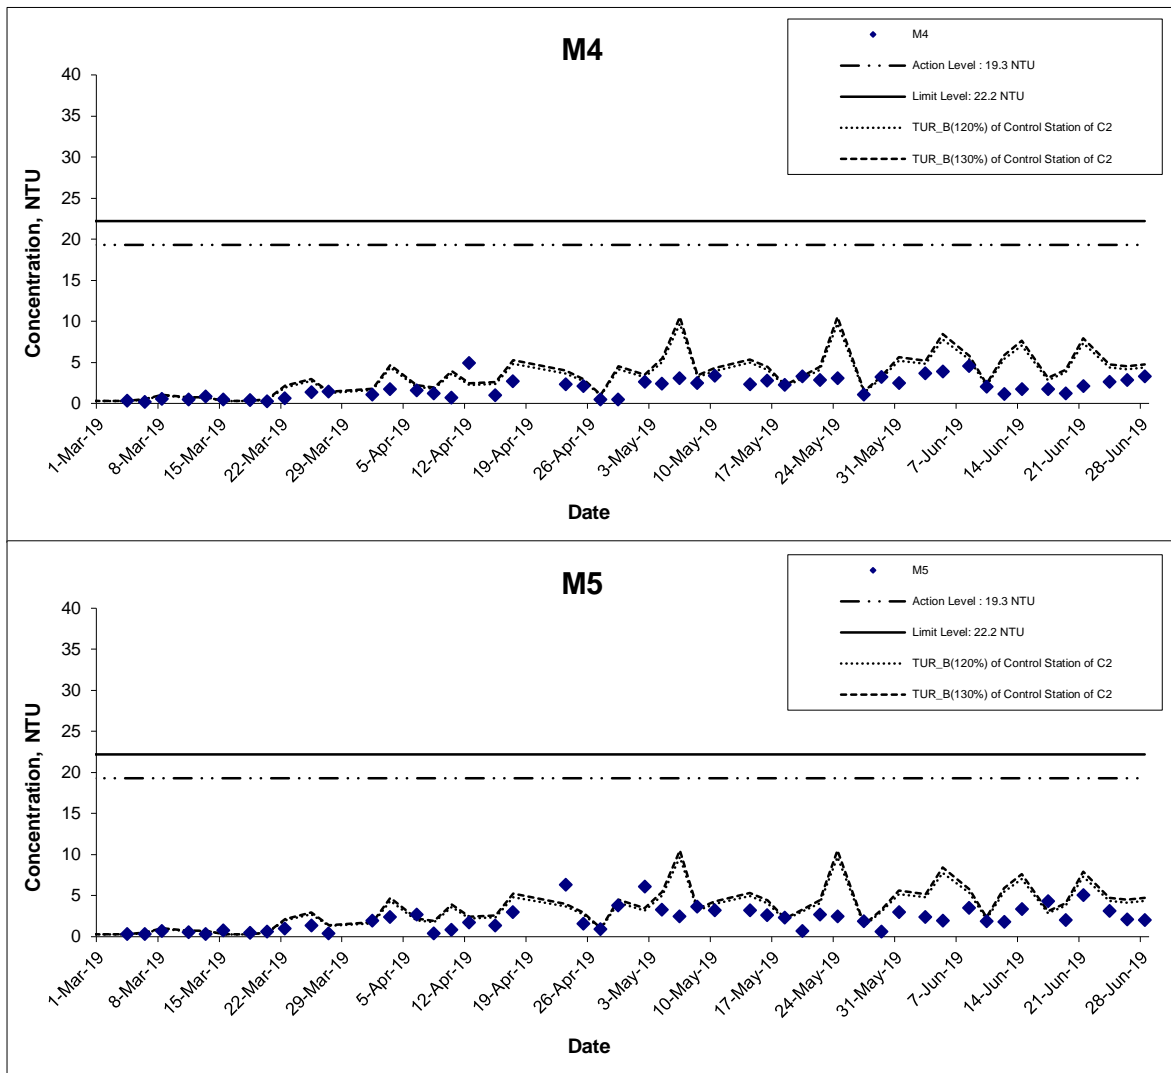 M4
M4
Action Level : 19.3 NTU
Limit Level: 22.2 NTU
TUR_B(120%) of Control Station of C2
TUR_B(130%) of Control Station of C2
Concentration, NTU
40
35
30
25
20
15
10
5
0
1-Mar-19
8-Mar-19
15-Mar-19
22-Mar-19
29-Mar-19
5-Apr-19
12-Apr-19
19-Apr-19
26-Apr-19
3-May-19
10-May-19
17-May-19
24-May-19
31-May-19
7-Jun-19
14-Jun-19
21-Jun-19
28-Jun-19
Date
M5
M5
Action Level : 19.3 NTU
Limit Level: 22.2 NTU
TUR_B(120%) of Control Station of C2
TUR_B(130%) of Control Station of C2
Concentration, NTU
40
35
30
25
20
15
10
5
0
1-Mar-19
8-Mar-19
15-Mar-19
22-Mar-19
29-Mar-19
5-Apr-19
12-Apr-19
19-Apr-19
26-Apr-19
3-May-19
10-May-19
17-May-19
24-May-19
31-May-19
7-Jun-19
14-Jun-19
21-Jun-19
28-Jun-19
Date